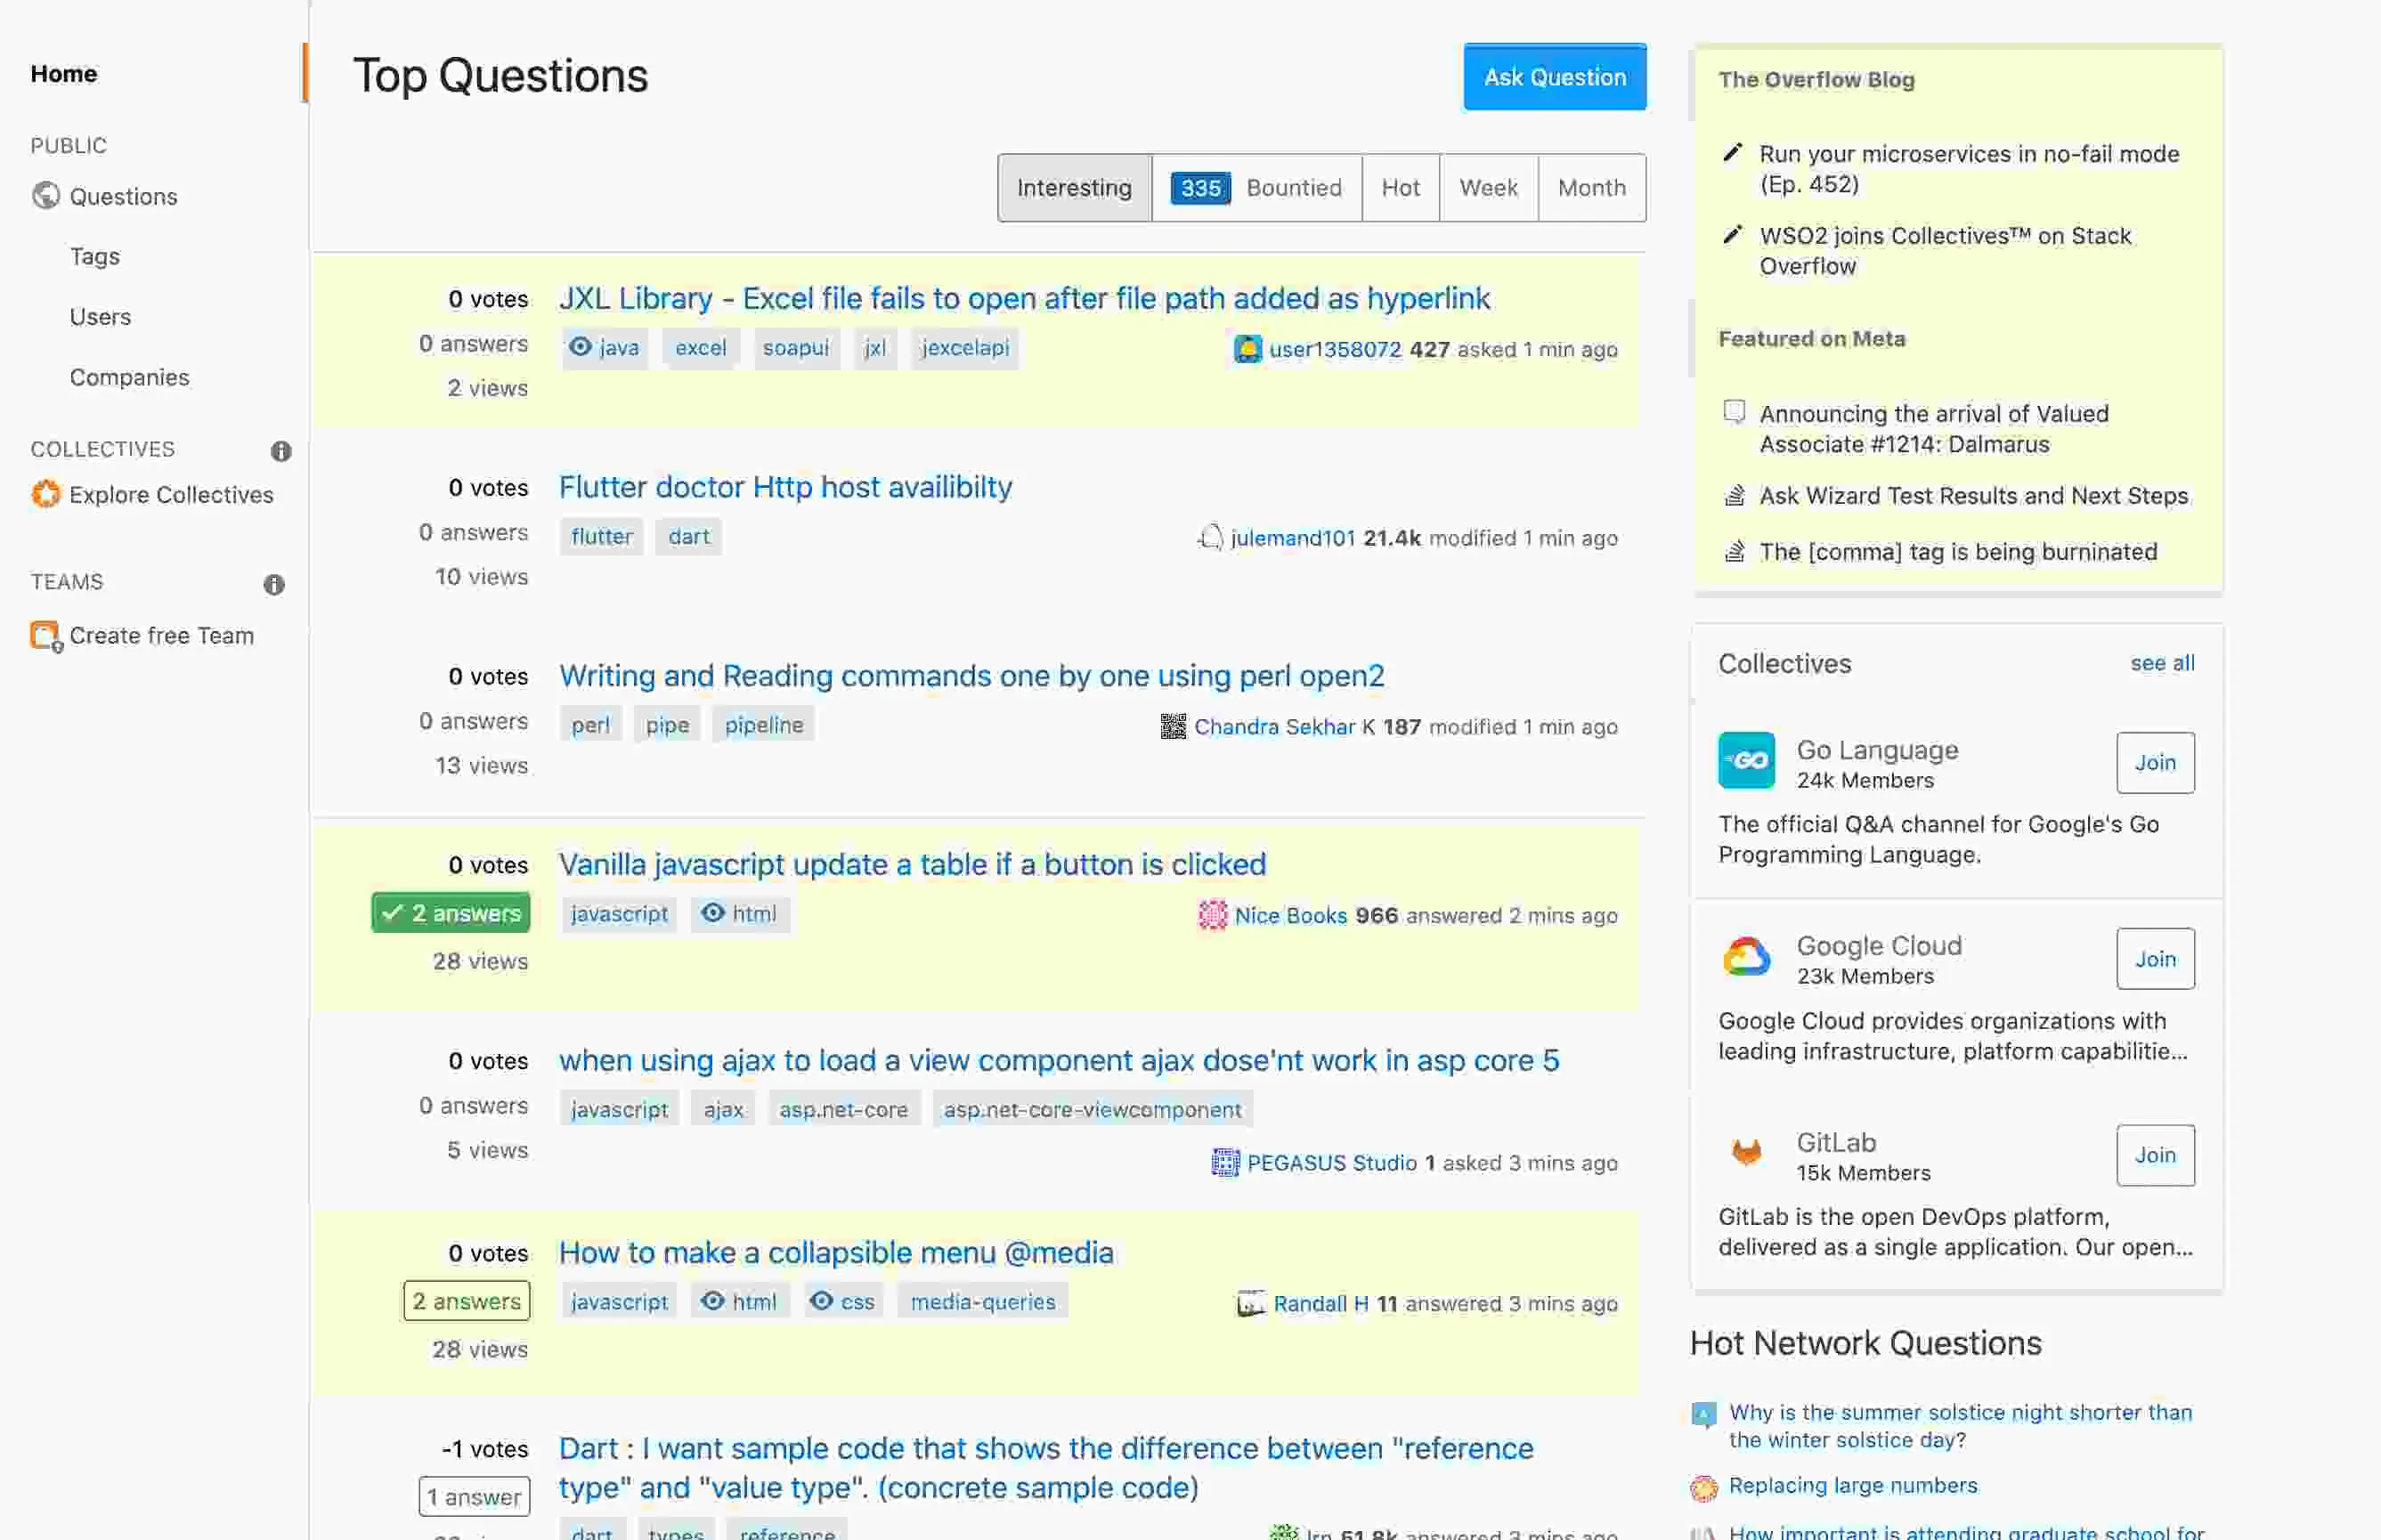 Home
PUBLIC
Questions
Tags
Users
Companies
COLLECTIVES
Explore Collectives
TEAMS
Create free Team
Top Questions
Ask Question
Interesting 335 Bountied Hot Week Month
0 votes
0 answers
2 views
JXL Library - Excel file fails to open after file path added as hyperlink
java excel soapui jxl jexcelapi
user1358072 427 asked 1 min ago
0 votes
0 answers
10 views
Flutter doctor Http host availibilty
flutter dart
julemand101 21.4k modified 1 min ago
0 votes
0 answers
13 views
Writing and Reading commands one by one using perl open2
perl pipe pipeline
Chandra Sekhar K 187 modified 1 min ago
0 votes
2 answers
28 views
Vanilla javascript update a table if a button is clicked
javascript html
Nice Books 966 answered 2 mins ago
0 votes
0 answers
5 views
when using ajax to load a view component ajax dose'nt work in asp core 5
javascript ajax asp.net-core asp.net-core-viewcomponent
PEGASUS Studio 1 asked 3 mins ago
0 votes
2 answers
28 views
How to make a collapsible menu @media
javascript html css media-queries
Randall H 11 answered 3 mins ago
-1 votes
1 answer
Dart : I want sample code that shows the difference between "reference
type" and "value type". (concrete sample code)
dart types reference
51.8k answered 3 mins ago
The Overflow Blog
Run your microservices in no-fail mode
(Ep. 452)
WSO2 joins Collectives™ on Stack
Overflow
Featured on Meta
Announcing the arrival of Valued
Associate #1214: Dalmarus
Ask Wizard Test Results and Next Steps
The [comma] tag is being burninated
Collectives see all
GO
Go Language
24k Members
Join
The official Q&A channel for Google's Go
Programming Language.
Google Cloud
23k Members
Join
Google Cloud provides organizations with
leading infrastructure, platform capabilitie...
GitLab
15k Members
Join
GitLab is the open DevOps platform,
delivered as a single application. Our open...
Hot Network Questions
Why is the summer solstice night shorter than
the winter solstice day?
Replacing large numbers
How important is attending graduate school for